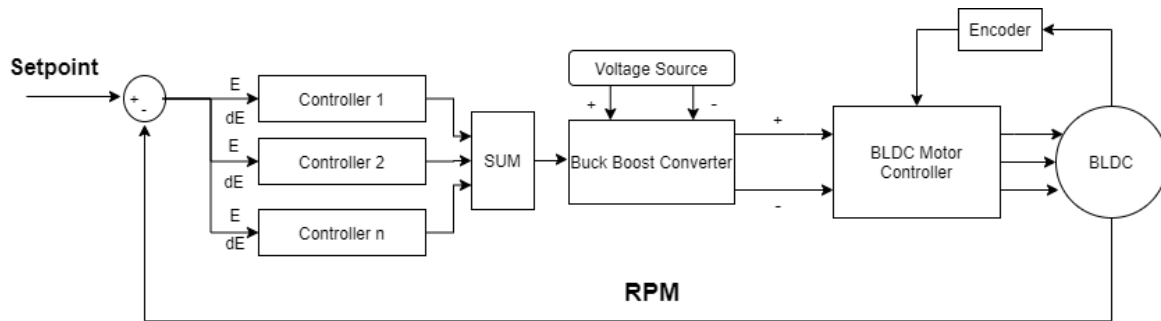 Setpoint
+
-
E
dE
Controller 1
E
dE
Controller 2
E
dE
Controller n
SUM
Voltage Source
+
-
Buck Boost Converter
+
-
BLDC Motor
Controller
Encoder
BLDC
RPM